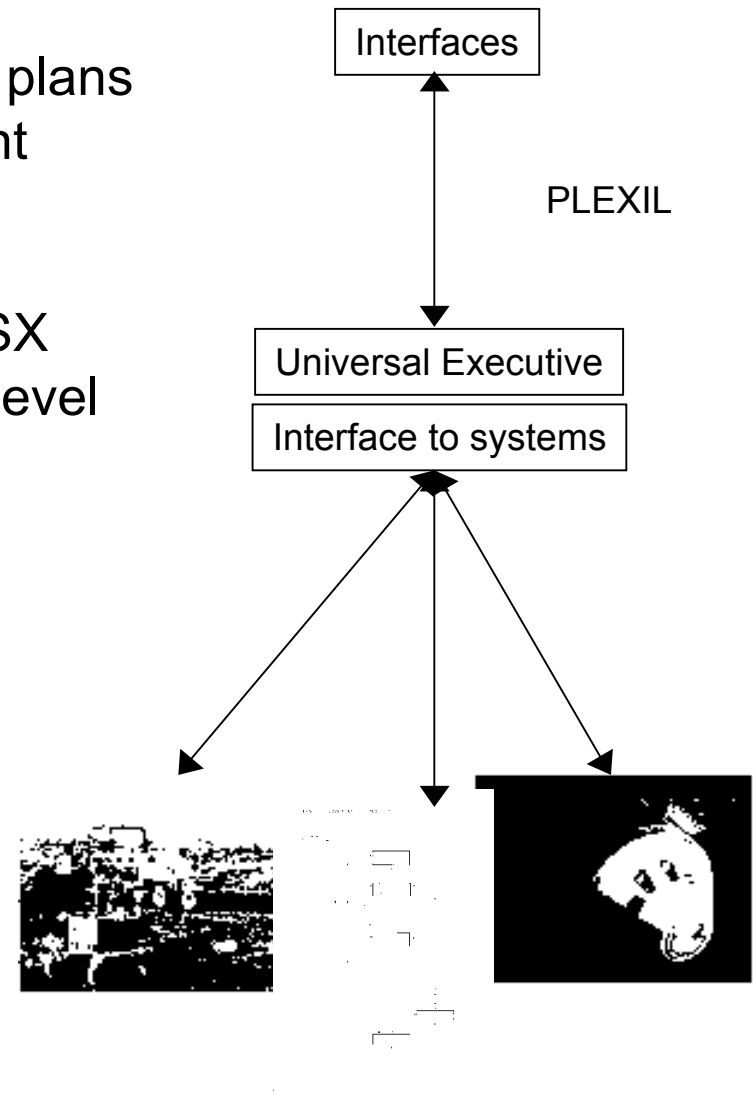 Interfaces
plans
nt
PLEXIL
SX
evel
Universal Executive
Interface to systems